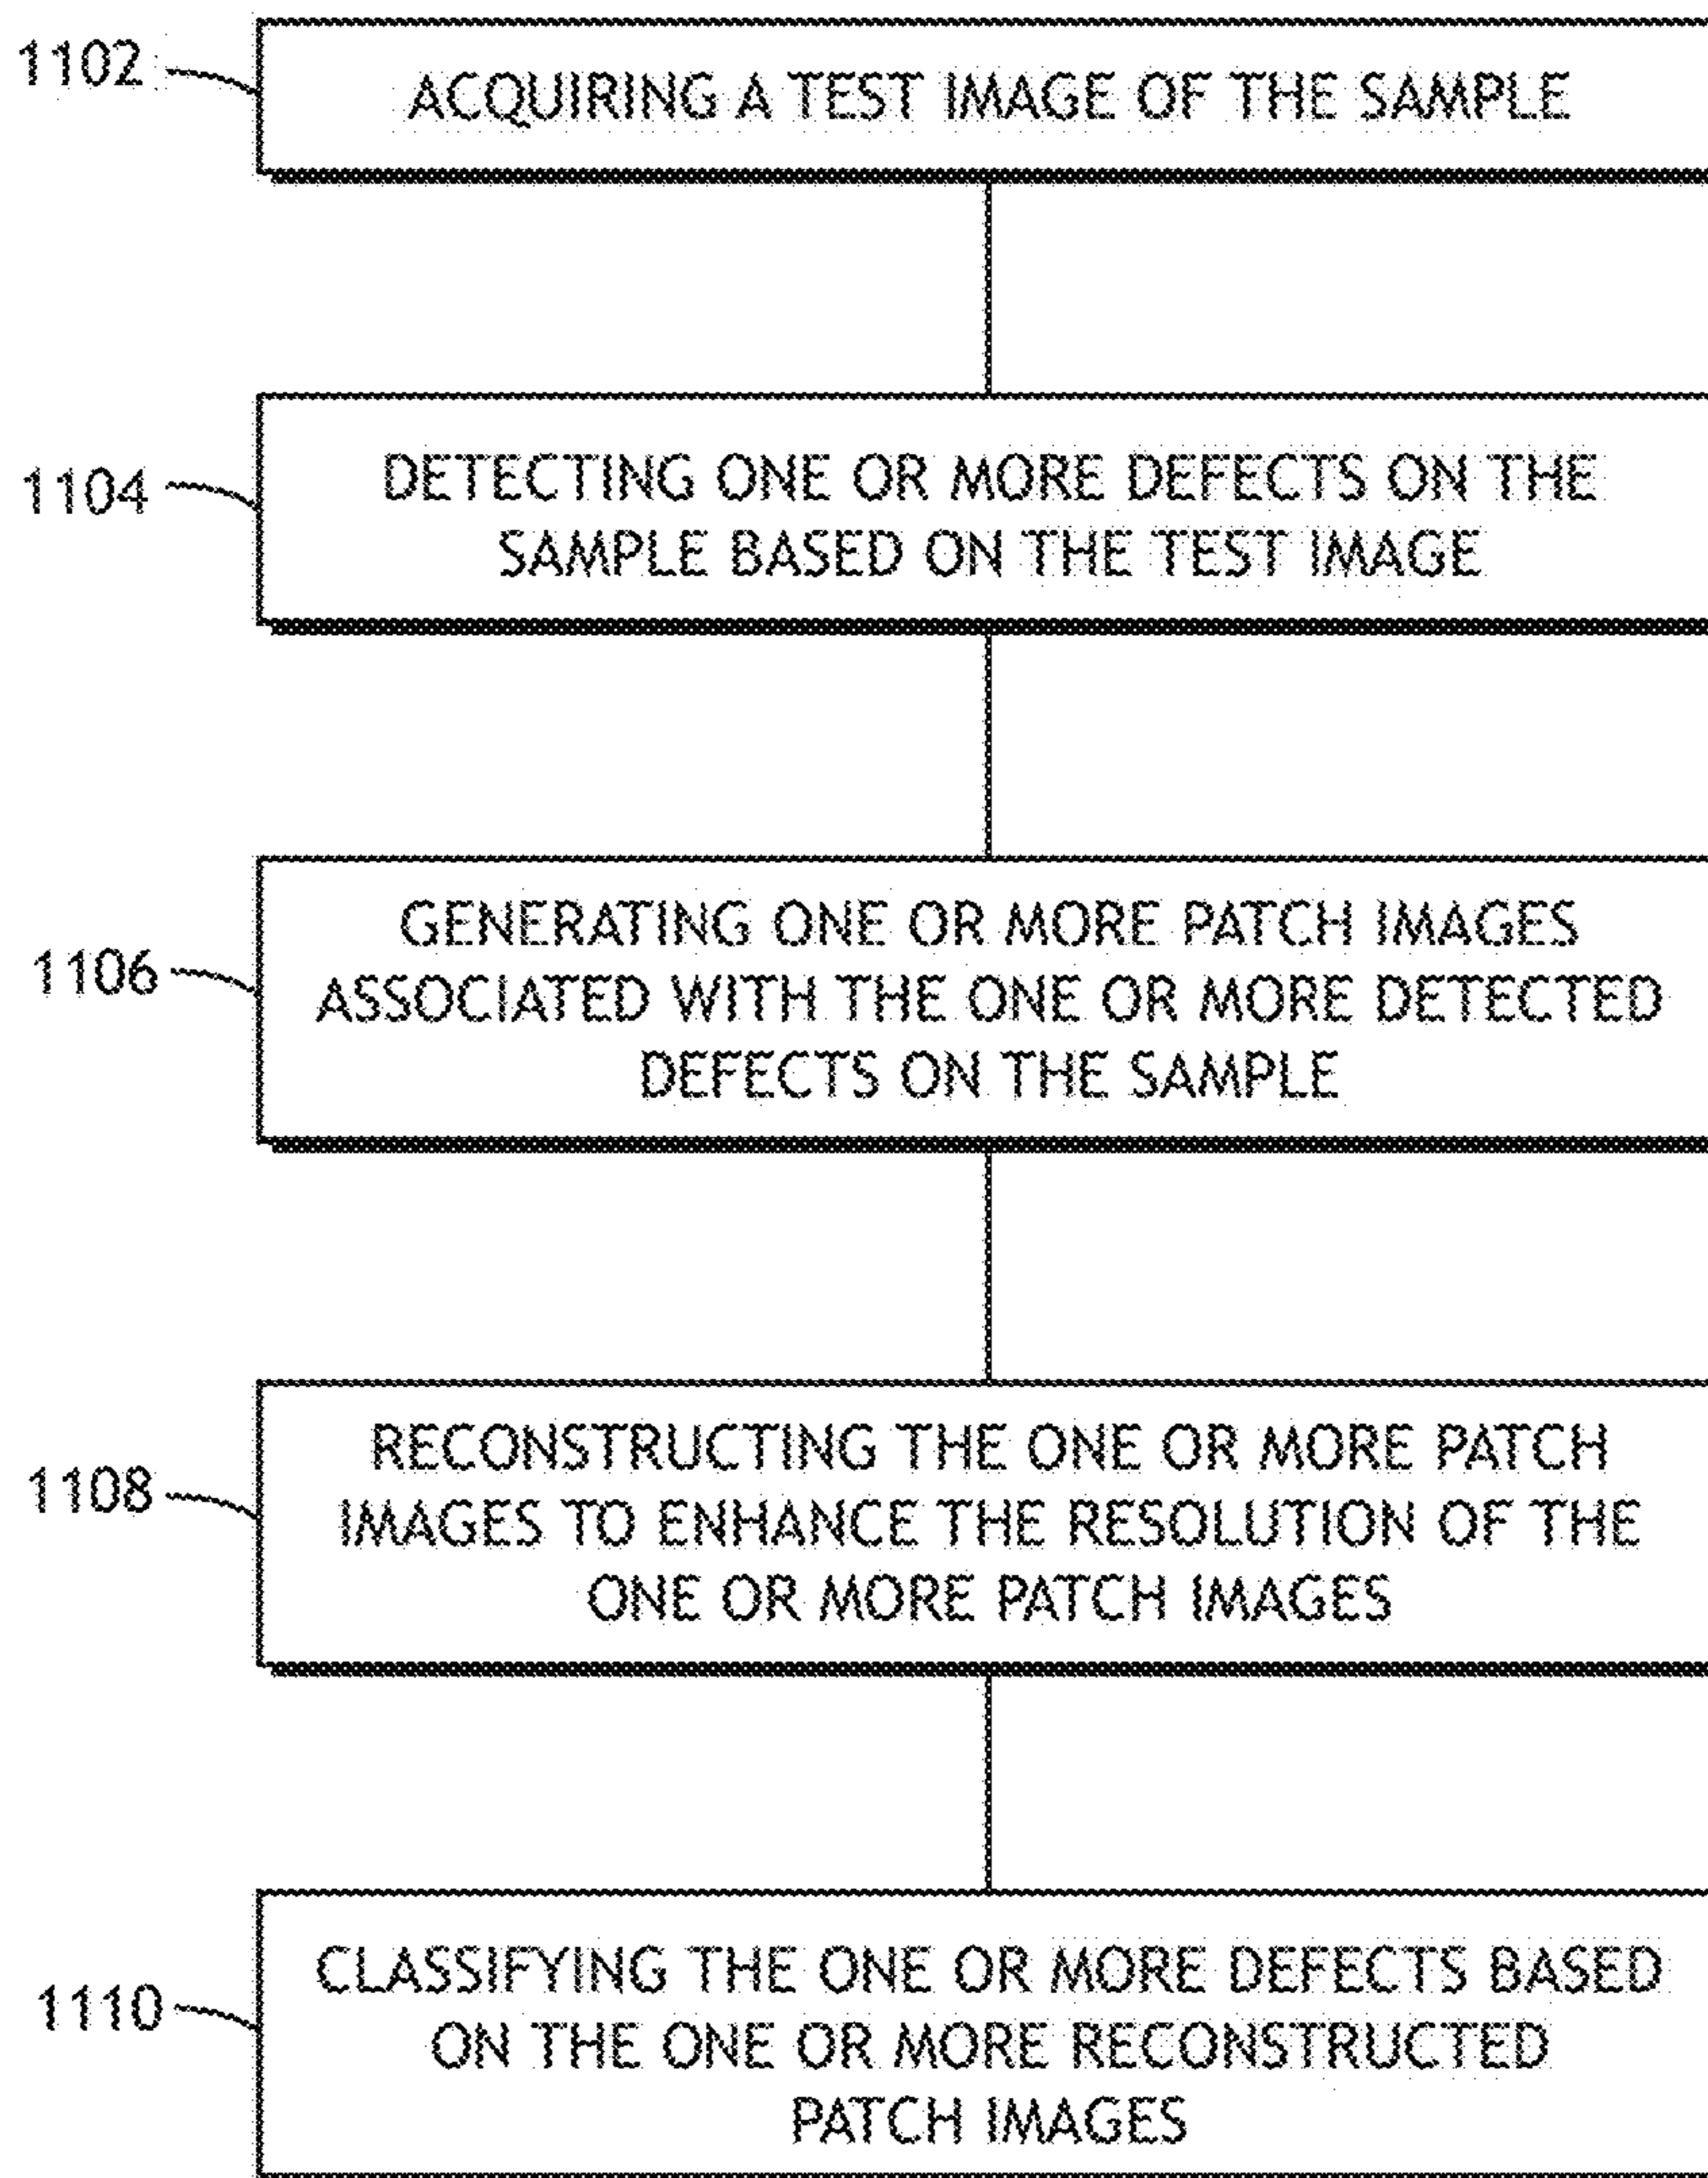 1102
ACQUIRING A TEST IMAGE OF THE SAMPLE
1104
DETECTING ONE OR MORE DEFECTS ON THE
SAMPLE BASED ON THE TEST IMAGE
1106
GENERATING ONE OR MORE PATCH IMAGES
ASSOCIATED WITH THE ONE OR MORE DETECTED
DEFECTS ON THE SAMPLE
1108
RECONSTRUCTING THE ONE OR MORE PATCH
IMAGES TO ENHANCE THE RESOLUTION OF THE
ONE OR MORE PATCH IMAGES
1110
CLASSIFYING THE ONE OR MORE DEFECTS BASED
ON THE ONE OR MORE RECONSTRUCTED
PATCH IMAGES